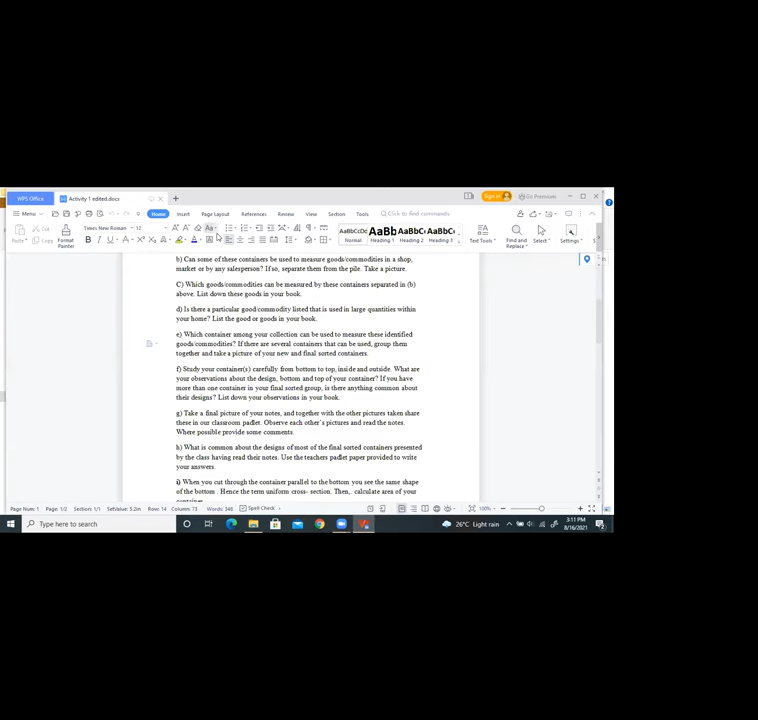 WPS Office
Activity 1 edited.docx
Sign in
Go Premium
Menu
Home
Insert
Page Layout
References
Review
View
Section
Tools
Click to find commands
Paste
Cut
Copy
Format Painter
Times New Roman
12
AaBbCcDc
AaBb
AaBbC
AaBbC
Normal
Heading 1
Heading 2
Heading 3
Text Tools
Find and Replace
Select
Settings
b) Can some of these containers be used to measure goods/commodities in a shop,
market or by any salesperson? If so, separate them from the pile. Take a picture.
C) Which goods/commodities can be measured by these containers separated in (b)
above. List down these goods in your book.
d) Is there a particular good/commodity listed that is used in large quantities within
your home? List the good or goods in your book.
e) Which container among your collection can be used to measure these identified
goods/commodities? If there are several containers that can be used, group them
together and take a picture of your new and final sorted containers.
f) Study your container(s) carefully from bottom to top, inside and outside. What are
your observations about the design, bottom and top of your container? If you have
more than one container in your final sorted group, is there anything common about
their designs? List down your observations in your book.
g) Take a final picture of your notes, and together with the other pictures taken share
these in our classroom padlet. Observe each other's pictures and read the notes.
Where possible provide some comments.
h) What is common about the designs of most of the final sorted containers presented
by the class having read their notes. Use the teachers padlet paper provided to write
your answers.
i) When you cut through the container parallel to the bottom you see the same shape
of the bottom . Hence the term uniform cross- section. Then,. calculate area of your
container
Page Num: 1
Page: 1/2
Section: 1/1
SetValue: 5.2in
Row: 14
Column: 73
Words: 348
Spell Check
100%
Type here to search
26°C Light rain
3:11 PM
8/16/2021